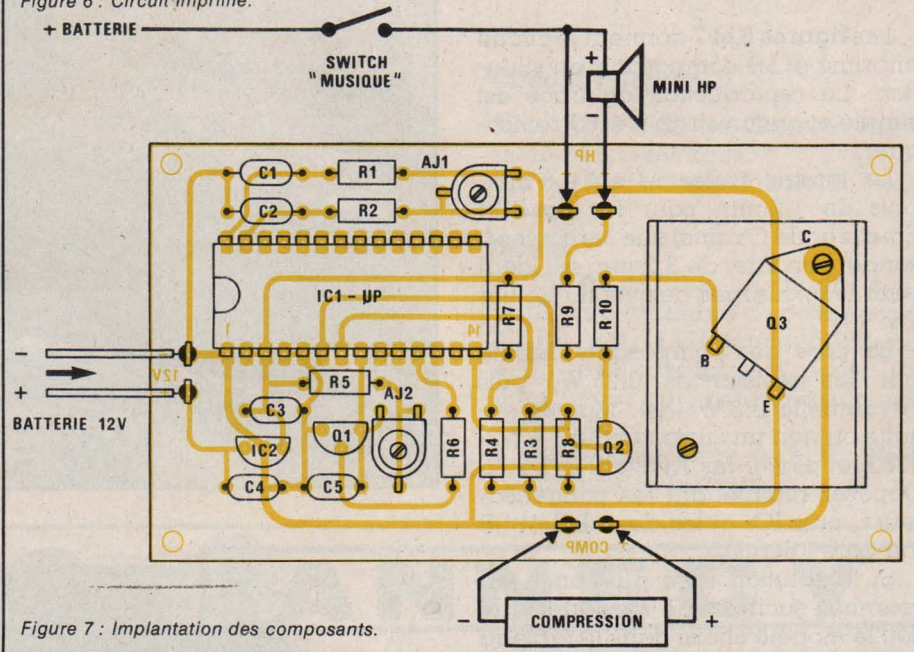 Figure 6 : Circuit imprimé.
+ BATTERIE
SWITCH
"MUSIQUE"
+
MINI HP
HP
C1
R1
AJ1
C2
R2
C
IC1 - µP
R7
R9
R10
Q3
1
14
B
E
-
12V
+
BATTERIE 12V
R5
AJ2
C3
IC2
Q1
R6
R4
R3
R8
Q2
C4
C5
- COMP +
-
COMPRESSION
+
Figure 7 : Implantation des composants.